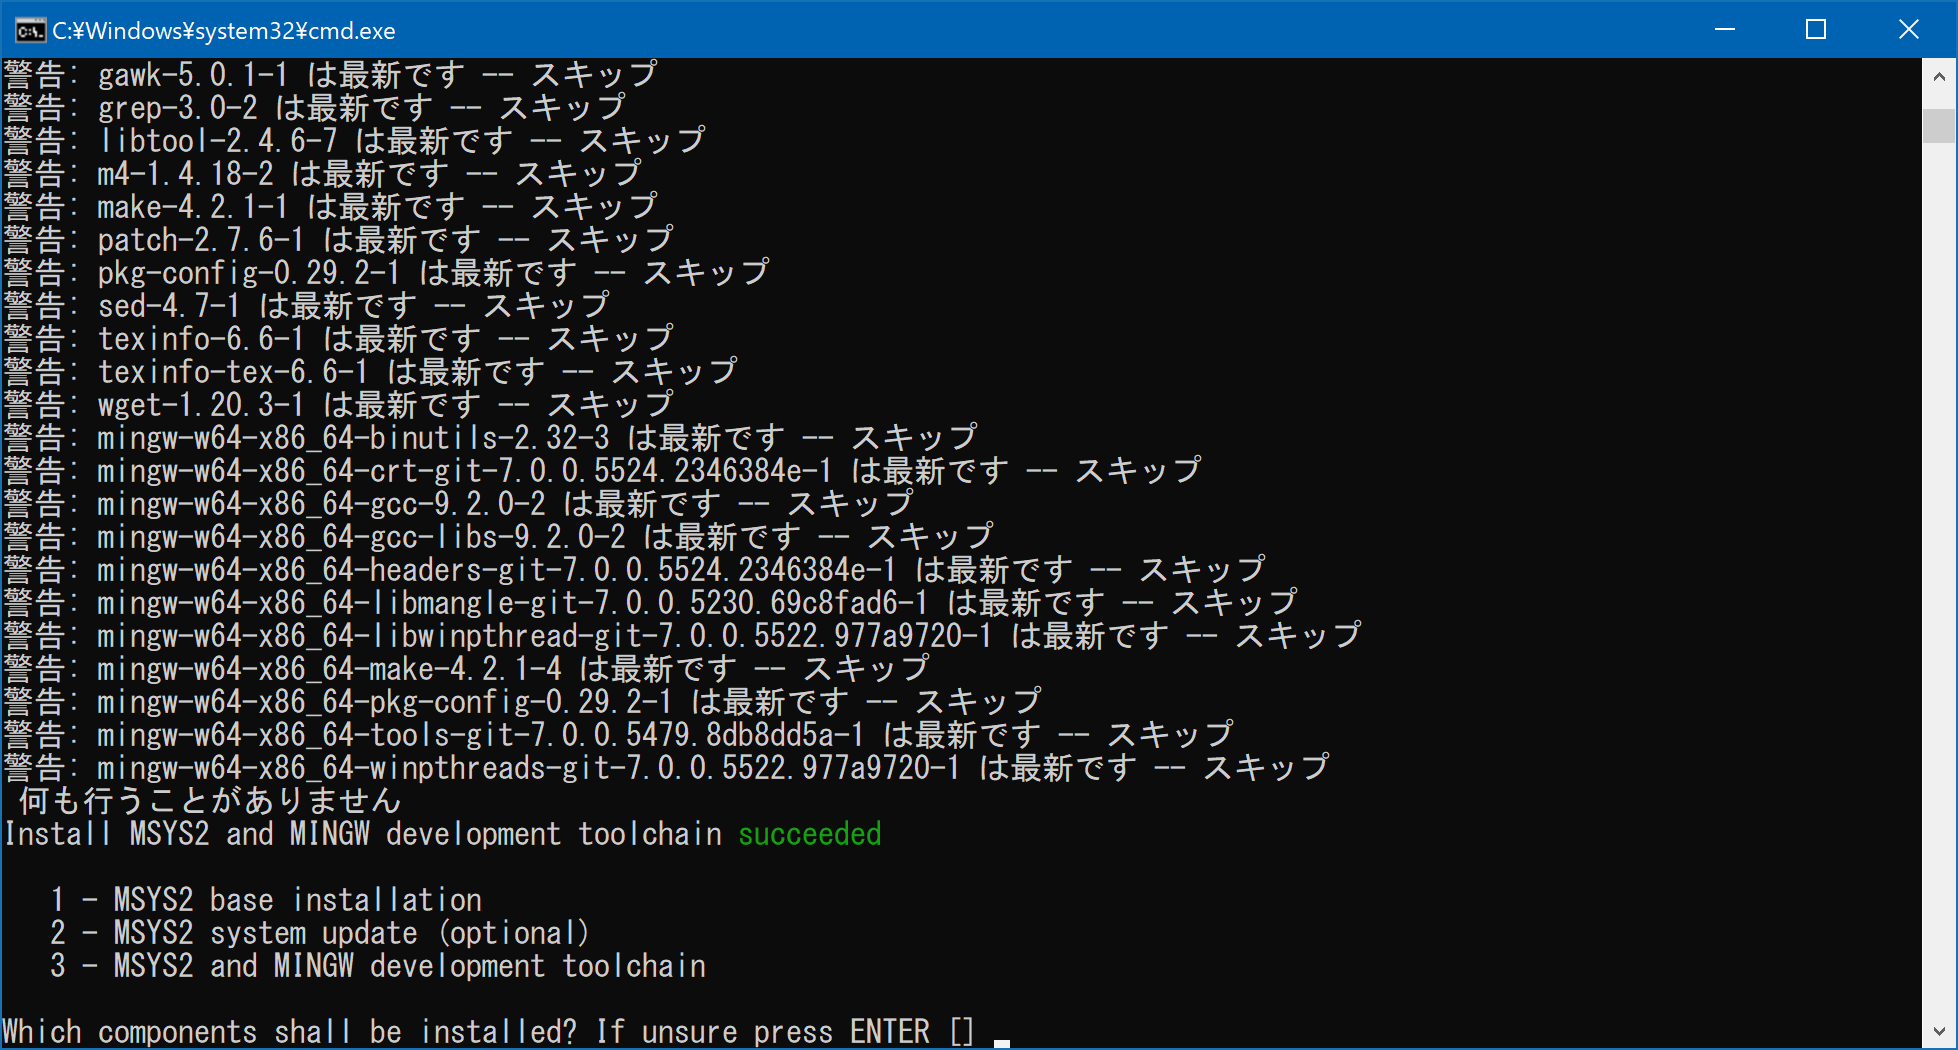 C:¥Windows¥system32¥cmd.exe
警告: gawk-5.0.1-1 は最新です -- スキップ
警告: grep-3.0-2 は最新です -- スキップ
警告: libtool-2.4.6-7 は最新です -- スキップ
警告: m4-1.4.18-2 は最新です -- スキップ
警告: make-4.2.1-1 は最新です -- スキップ
警告: patch-2.7.6-1 は最新です -- スキップ
警告: pkg-config-0.29.2-1 は最新です -- スキップ
警告: sed-4.7-1 は最新です -- スキップ
警告: texinfo-6.6-1 は最新です -- スキップ
警告: texinfo-tex-6.6-1 は最新です -- スキップ
警告: wget-1.20.3-1 は最新です -- スキップ
警告: mingw-w64-x86_64-binutils-2.32-3 は最新です -- スキップ
警告: mingw-w64-x86_64-crt-git-7.0.0.5524.2346384e-1 は最新です -- スキップ
警告: mingw-w64-x86_64-gcc-9.2.0-2 は最新です -- スキップ
警告: mingw-w64-x86_64-gcc-libs-9.2.0-2 は最新です -- スキップ
警告: mingw-w64-x86_64-headers-git-7.0.0.5524.2346384e-1 は最新です -- スキップ
警告: mingw-w64-x86_64-libmangle-git-7.0.0.5230.69c8fad6-1 は最新です -- スキップ
警告: mingw-w64-x86_64-libwinpthread-git-7.0.0.5522.977a9720-1 は最新です -- スキップ
警告: mingw-w64-x86_64-make-4.2.1-4 は最新です -- スキップ
警告: mingw-w64-x86_64-pkg-config-0.29.2-1 は最新です -- スキップ
警告: mingw-w64-x86_64-tools-git-7.0.0.5479.8db8dd5a-1 は最新です -- スキップ
警告: mingw-w64-x86_64-winpthreads-git-7.0.0.5522.977a9720-1 は最新です -- スキップ
何も行うことがありません
Install MSYS2 and MINGW development toolchain succeeded
1 - MSYS2 base installation
2 - MSYS2 system update (optional)
3 - MSYS2 and MINGW development toolchain
Which components shall be installed? If unsure press ENTER []